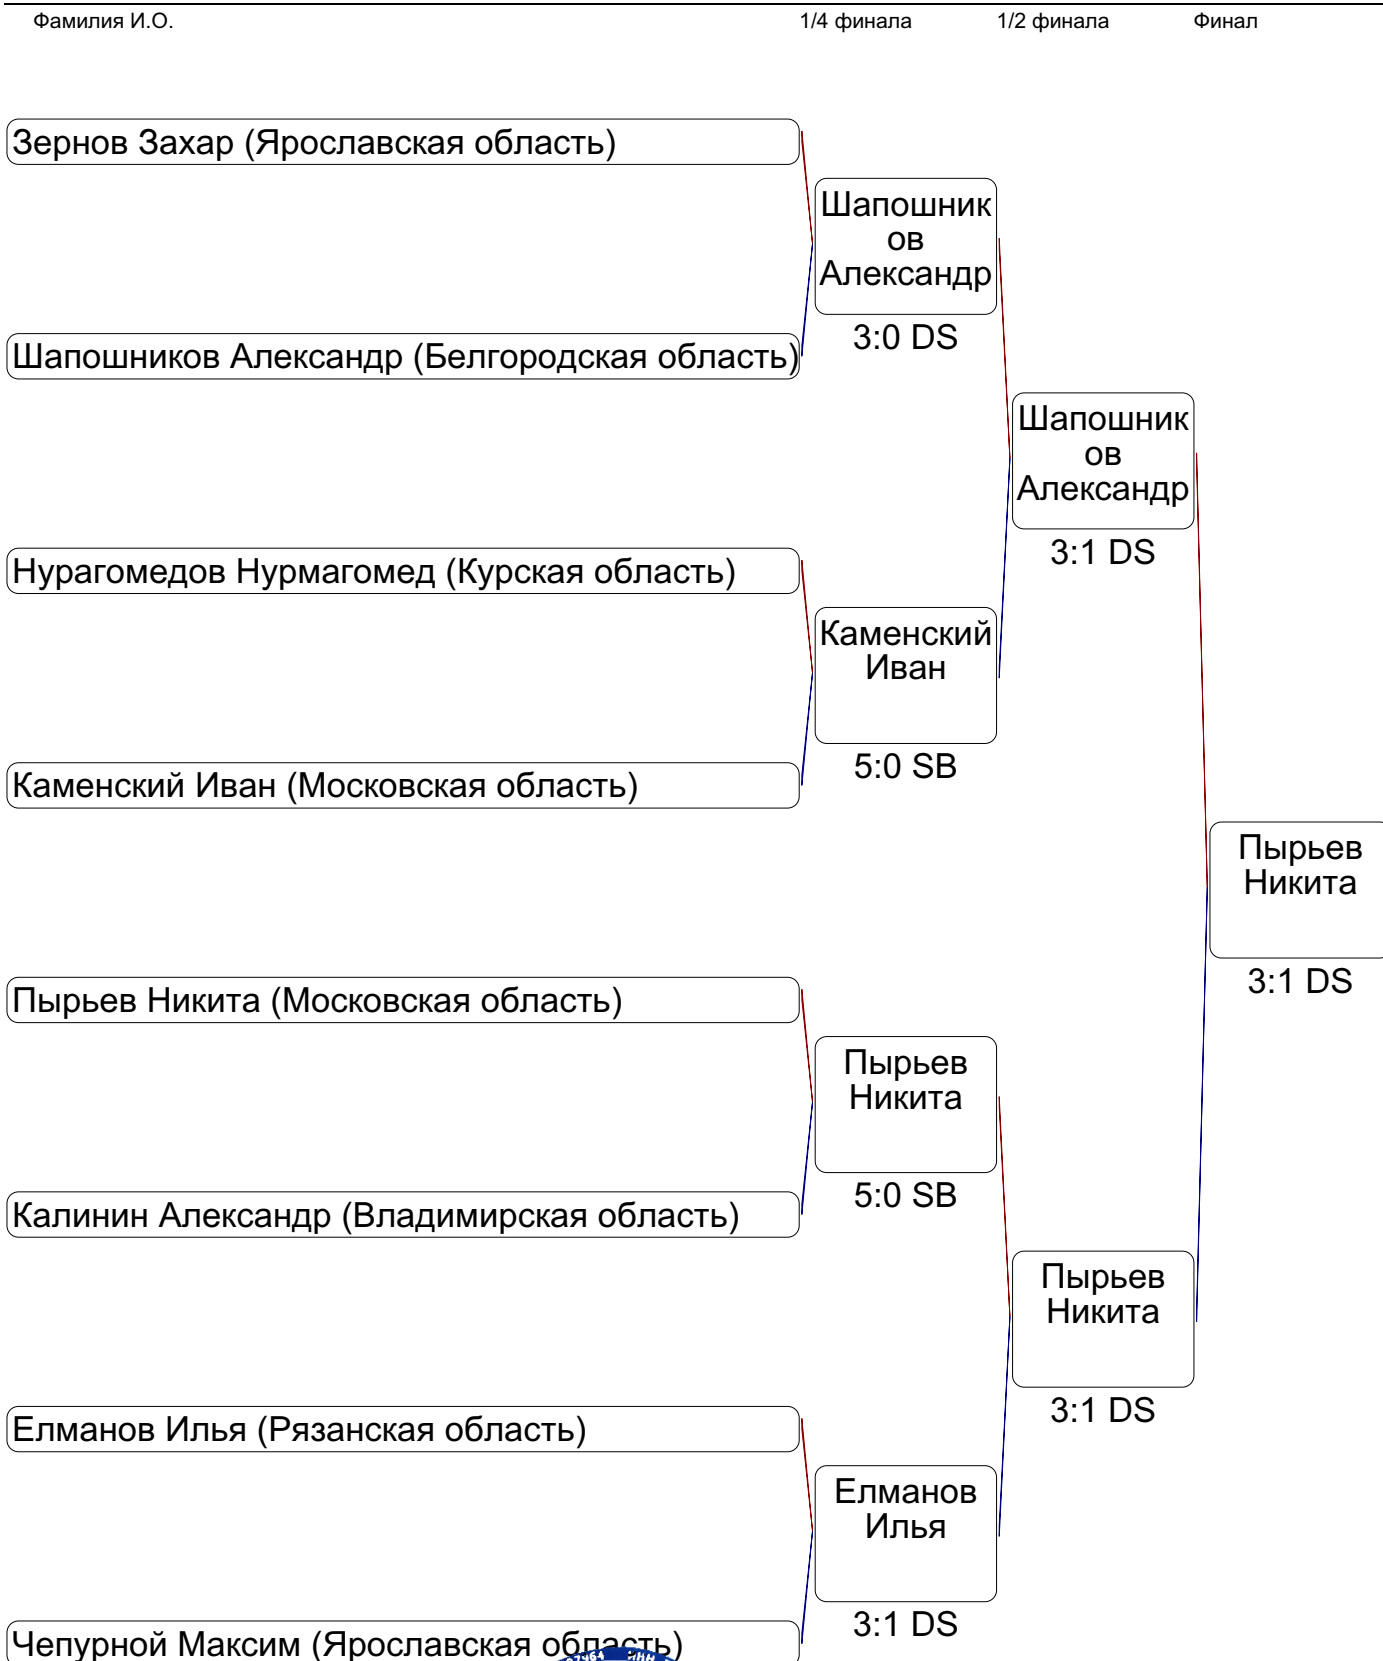 Фамилия И.О. 1/4 финала 1/2 финала Финал
Зернов Захар (Ярославская область)
Шапошник
ов
Александр
3:0 DS
Шапошников Александр (Белгородская область)
Шапошник
ов
Александр
3:1 DS
Нурагомедов Нурмагомед (Курская область)
Каменский
Иван
5:0 SB
Каменский Иван (Московская область)
Пырьев
Никита
3:1 DS
Пырьев Никита (Московская область)
Пырьев
Никита
5:0 SB
Калинин Александр (Владимирская область)
Пырьев
Никита
3:1 DS
Елманов Илья (Рязанская область)
Елманов
Илья
3:1 DS
Чепурной Максим (Ярославская область)